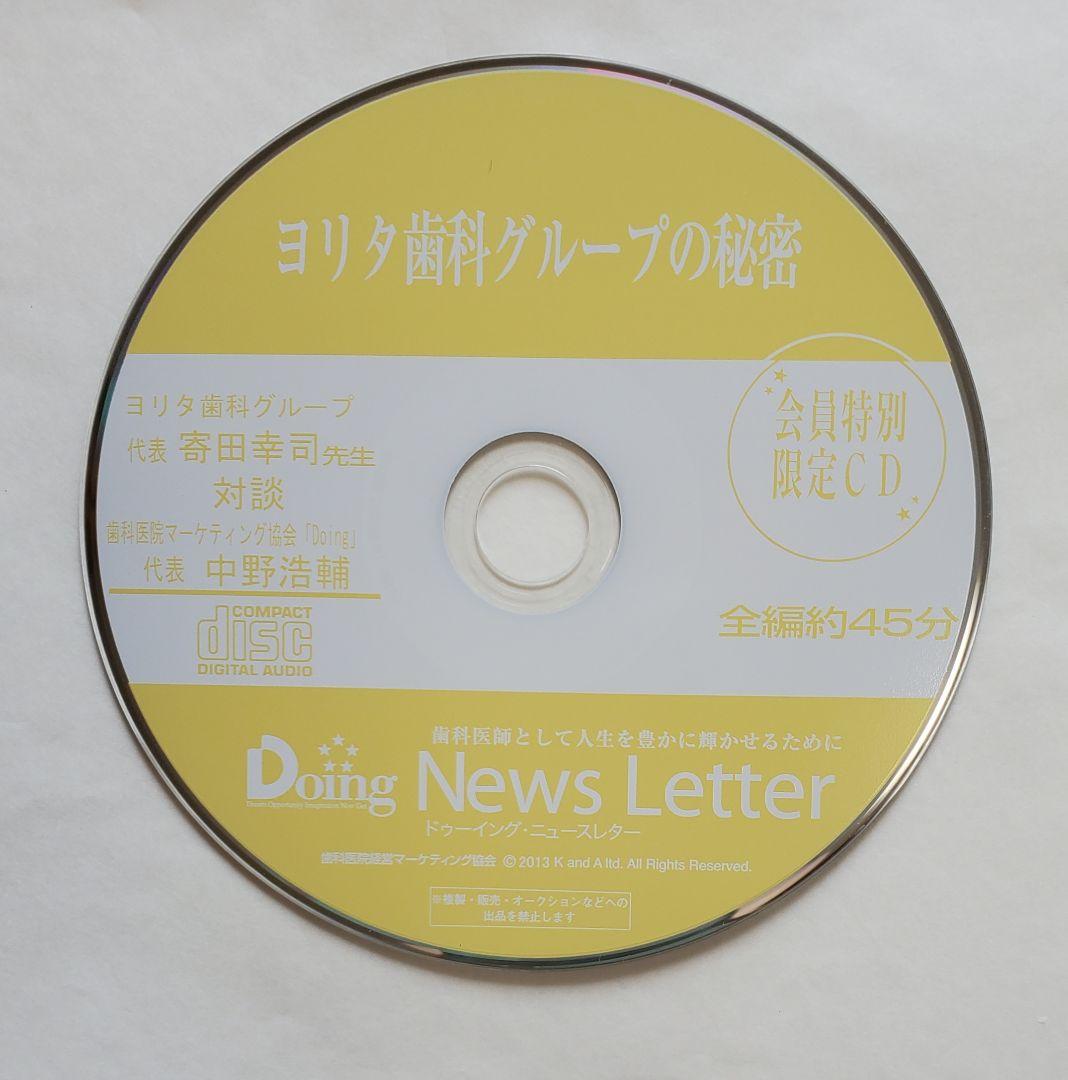 ヨリタ歯科グループの秘密
会員特別
限定CD
ヨリタ歯科グループ
代表 寄田幸司先生
対談
歯科医院マーケティング協会「Doing」
代表 中野浩輔
COMPACT
disc
DIGITAL AUDIO
全編約45分
歯科医師として人生を豊かに輝かせるために
Doing News Letter
Dream Opportunity Imagination Now Get
ドゥーイング・ニュースレター
歯科医院経営マーケティング協会 © 2013 K and A ltd. All Rights Reserved.
※複製・販売・オークションなどへの
出品を禁止します